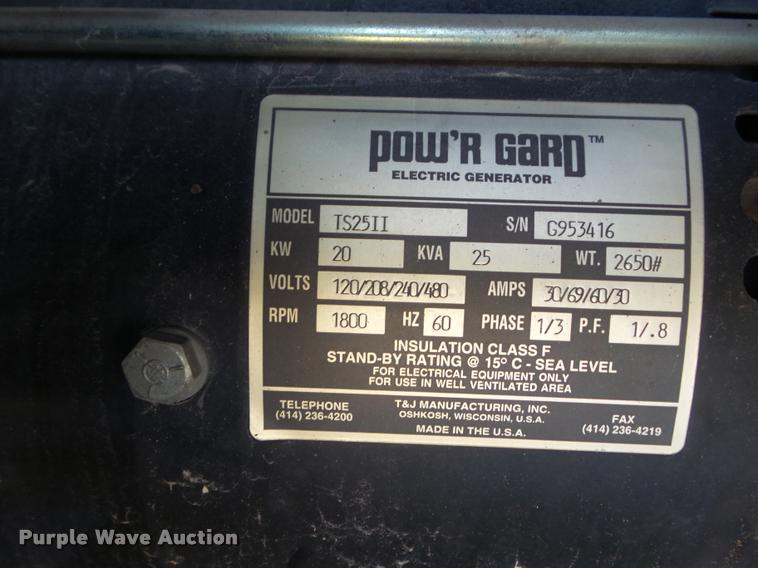 POW'R GARD™
ELECTRIC GENERATOR
MODEL TS25II S/N G953416
KW 20 KVA 25 WT. 2650#
VOLTS 120/208/240/480 AMPS 30/69/60/30
RPM 1800 HZ 60 PHASE 1/3 P.F. 1/.8
INSULATION CLASS F
STAND-BY RATING @ 15° C - SEA LEVEL
FOR ELECTRICAL EQUIPMENT ONLY
FOR USE IN WELL VENTILATED AREA
TELEPHONE
(414) 236-4200
T&J MANUFACTURING, INC.
OSHKOSH, WISCONSIN, U.S.A.
MADE IN THE U.S.A.
FAX
(414) 236-4219
Purple Wave Auction